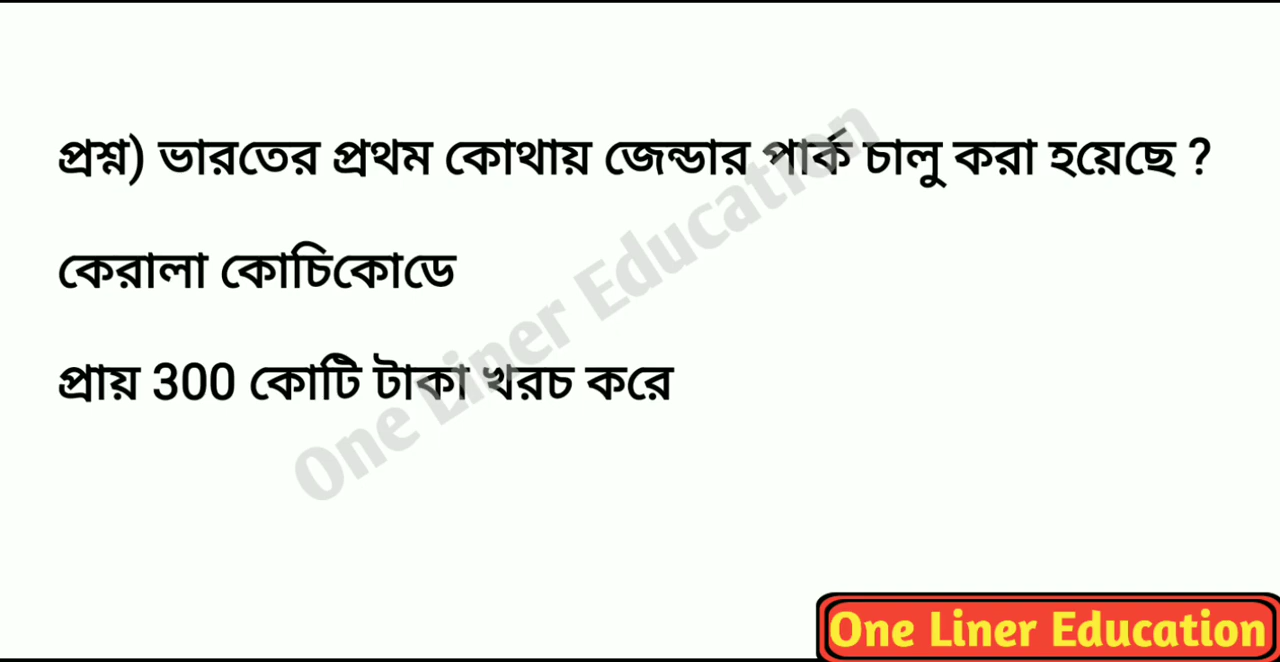 প্রশ্ন) ভারতের প্রথম কোথায় জেন্ডার পার্ক চালু করা হয়েছে ?
কেরালা কোচিকোডে
প্রায় 300 কোটি টাকা খরচ করে
One Liner Education
One Liner Education